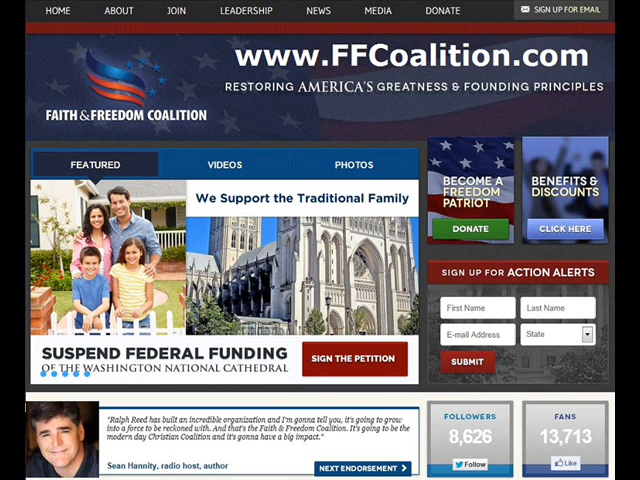 HOME ABOUT JOIN LEADERSHIP NEWS MEDIA DONATE SIGN UP FOR EMAIL
www.FFCoalition.com
RESTORING AMERICA'S GREATNESS & FOUNDING PRINCIPLES
FAITH & FREEDOM COALITION
FEATURED VIDEOS PHOTOS
We Support the Traditional Family
SUSPEND FEDERAL FUNDING
OF THE WASHINGTON NATIONAL CATHEDRAL
SIGN THE PETITION
BECOME A
FREEDOM
PATRIOT
DONATE
BENEFITS &
DISCOUNTS
CLICK HERE
SIGN UP FOR ACTION ALERTS
First Name Last Name
E-mail Address State
SUBMIT
"Ralph Reed has built an incredible organization and I'm gonna tell you, it's going to grow
into a force to be reckoned with. And that's the Faith & Freedom Coalition. It's going to be the
modern day Christian Coalition and it's gonna have a big impact."
Sean Hannity, radio host, author
NEXT ENDORSEMENT
FOLLOWERS
8,626
Follow
FANS
13,713
Like